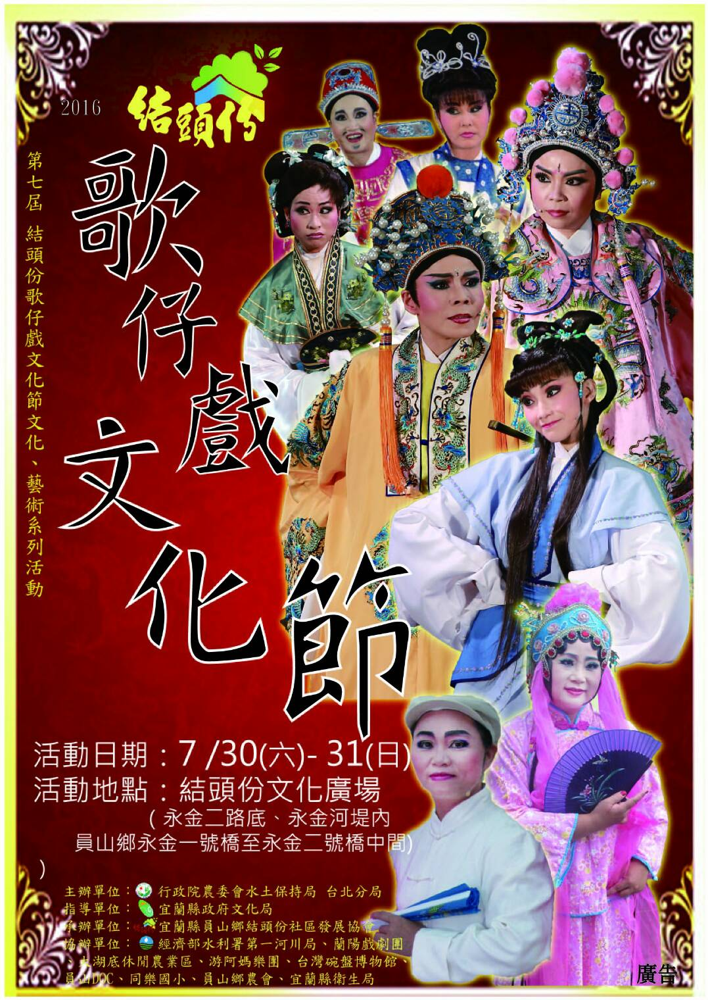 2016
結頭份
第七屆 結頭份歌仔戲文化節文化、藝術系列活動
歌仔戲
文化節
活動日期：7 /30(六)- 31(日)
活動地點：結頭份文化廣場
( 永金二路底、永金河堤內
員山鄉永金一號橋至永金二號橋中間)
)
主辦單位： 行政院農委會水土保持局 台北分局
指導單位： 宜蘭縣政府文化局
承辦單位： 宜蘭縣員山鄉結頭份社區發展協會
協辦單位： 經濟部水利署第一河川局、蘭陽戲劇團
、大湖底休閒農業區、游阿媽樂團、台灣碗盤博物館、
員山DOC、同樂國小、員山鄉農會、宜蘭縣衛生局
廣告